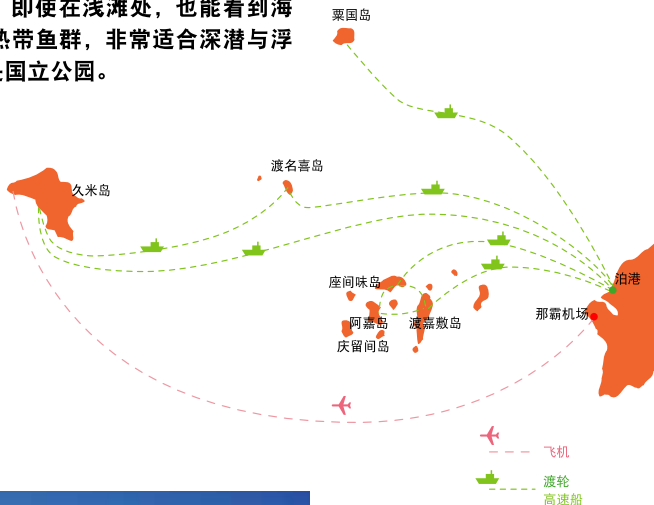 即使在浅滩处，也能看到海
热带鱼群，非常适合深潜与浮
是国立公园。
粟国岛
渡名喜岛
久米岛
泊港
座间味岛
那霸机场
阿嘉岛
渡嘉敷岛
庆留间岛
飞机
渡轮
高速船